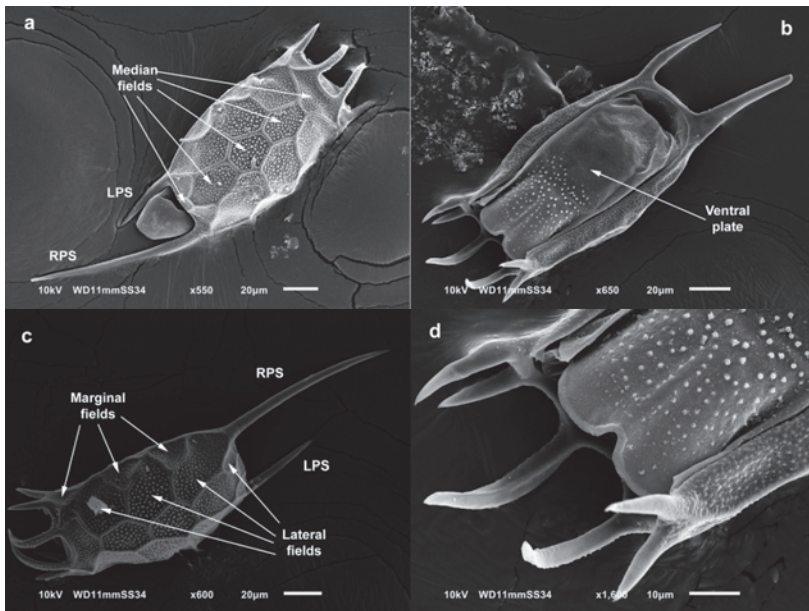 a
Median
fields
LPS
RPS
10kV WD11mmSS34 x550 20µm
b
Ventral
plate
10kV WD11mmSS34 x650 20µm
c
RPS
Marginal
fields
LPS
Lateral
fields
10kV WD11mmSS34 x600 20µm
d
10kV WD11mmSS34 10µm